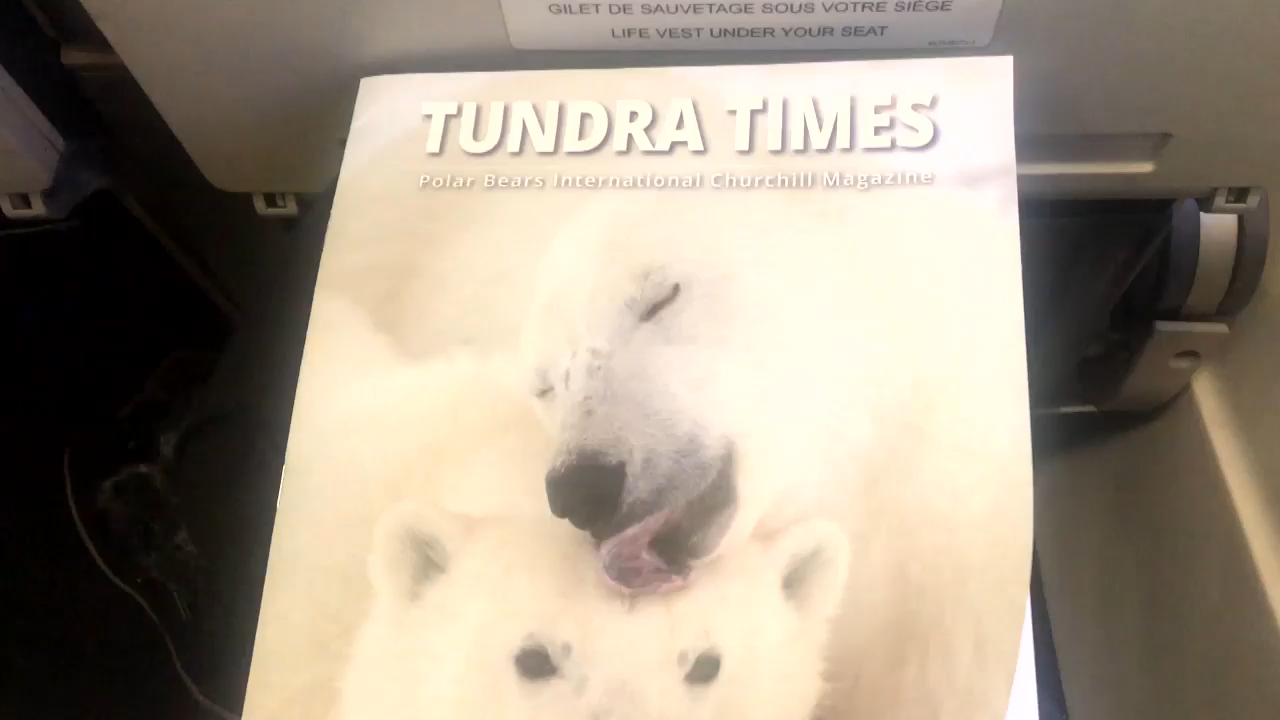 GILET DE SAUVETAGE SOUS VOTRE SIÈGE
LIFE VEST UNDER YOUR SEAT
TUNDRA TIMES
Polar Bears International Churchill Magazine